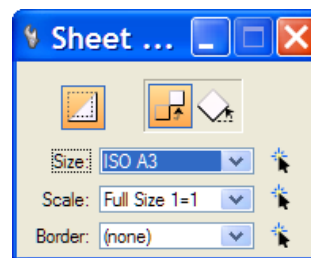 Sheet ...
Size: ISO A3
Scale: Full Size 1=1
Border: (none)